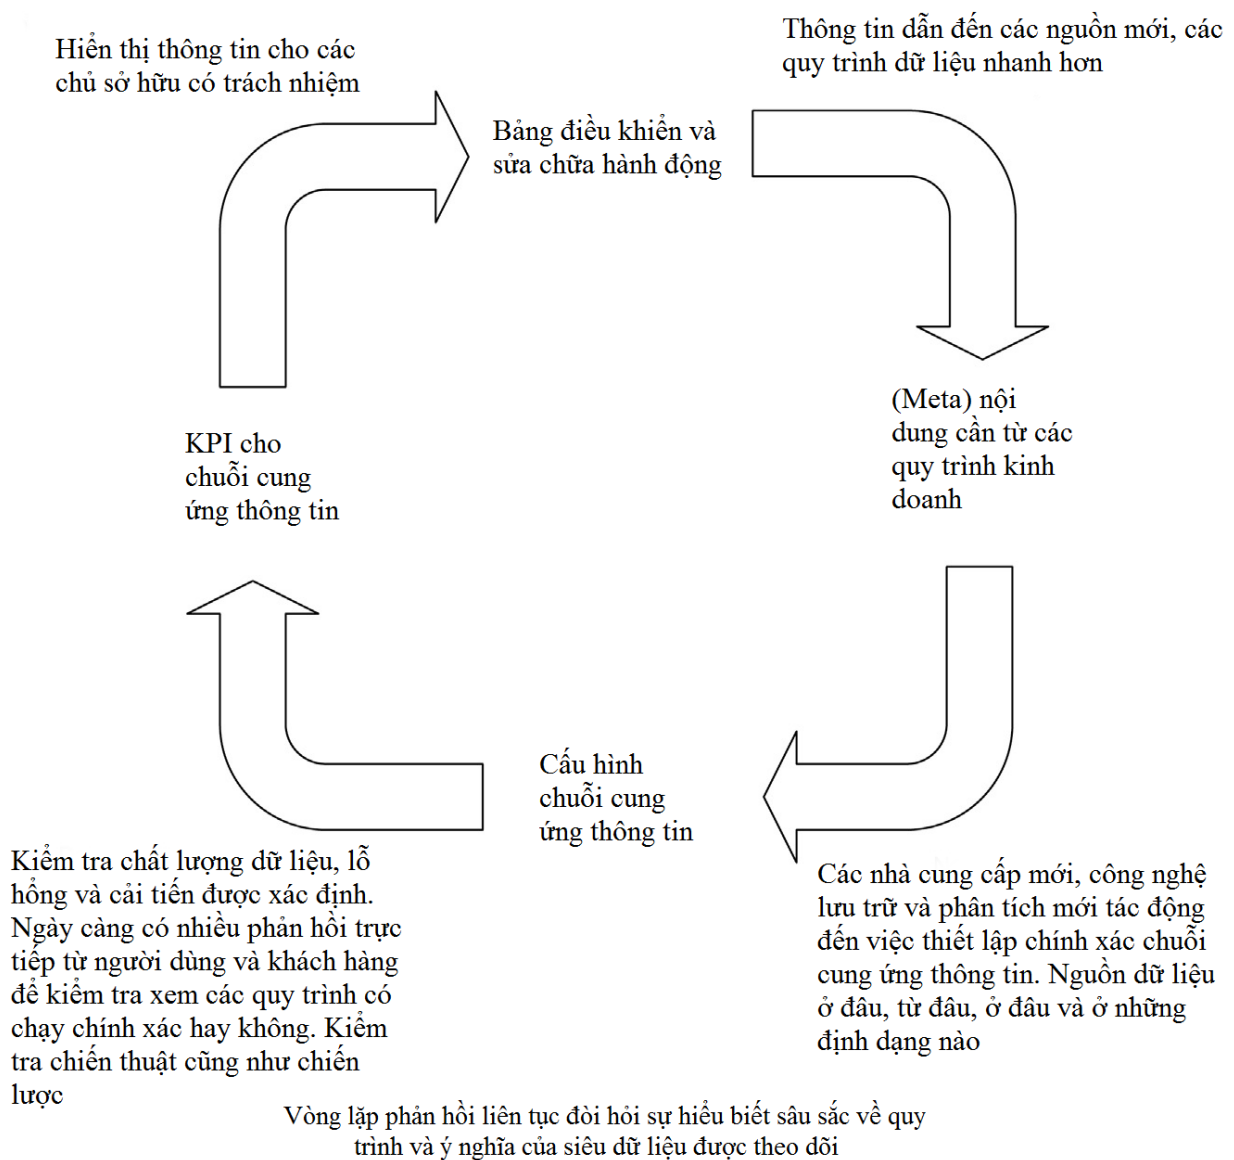 Hiển thị thông tin cho các
chủ sở hữu có trách nhiệm
Thông tin dẫn đến các nguồn mới, các
quy trình dữ liệu nhanh hơn
Bảng điều khiển và
sửa chữa hành động
(Meta) nội
dung cần từ các
quy trình kinh
doanh
KPI cho
chuỗi cung
ứng thông tin
Cấu hình
chuỗi cung
ứng thông tin
Kiểm tra chất lượng dữ liệu, lỗ
hổng và cải tiến được xác định.
Ngày càng có nhiều phản hồi trực
tiếp từ người dùng và khách hàng
để kiểm tra xem các quy trình có
chạy chính xác hay không. Kiểm
tra chiến thuật cũng như chiến
lược
Các nhà cung cấp mới, công nghệ
lưu trữ và phân tích mới tác động
đến việc thiết lập chính xác chuỗi
cung ứng thông tin. Nguồn dữ liệu
ở đâu, từ đâu, ở đâu và ở những
định dạng nào
Vòng lặp phản hồi liên tục đòi hỏi sự hiểu biết sâu sắc về quy
trình và ý nghĩa của siêu dữ liệu được theo dõi